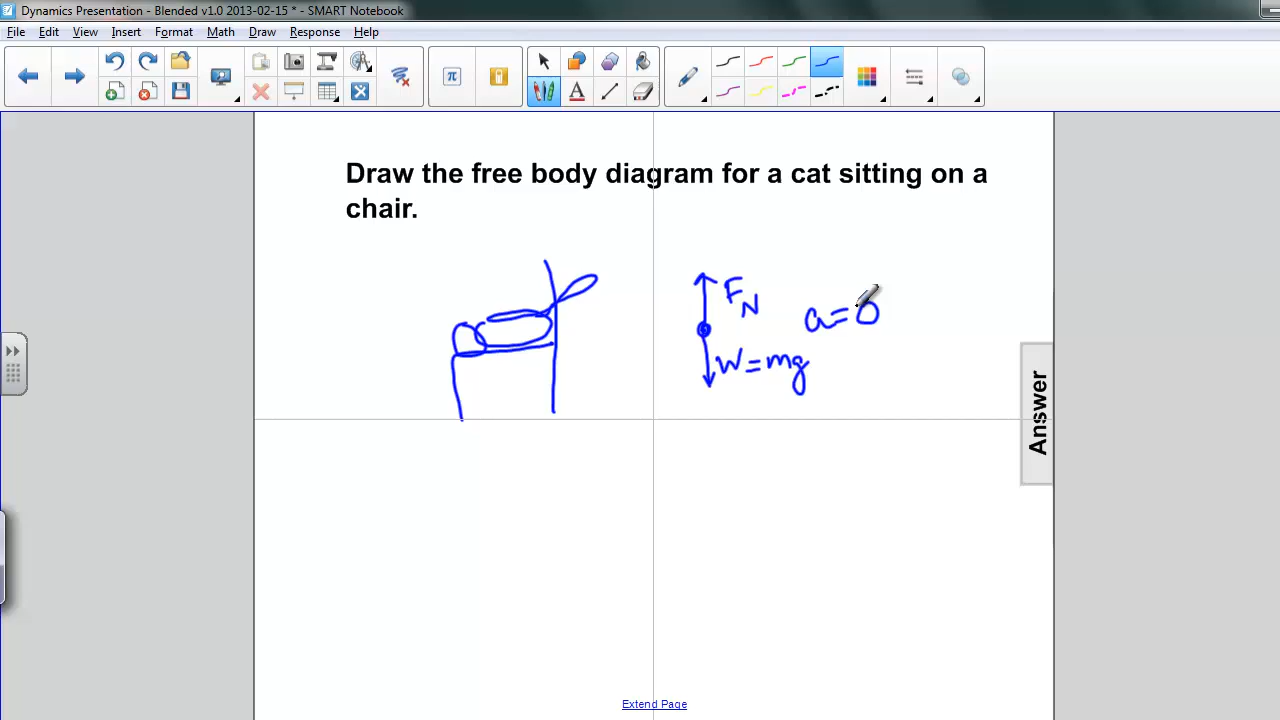 Dynamics Presentation - Blended v1.0 2013-02-15 * - SMART Notebook
File Edit View Insert Format Math Draw Response Help
π
A
Draw the free body diagram for a cat sitting on a
chair.
F_N
a=0
W=mg
Answer
Extend Page